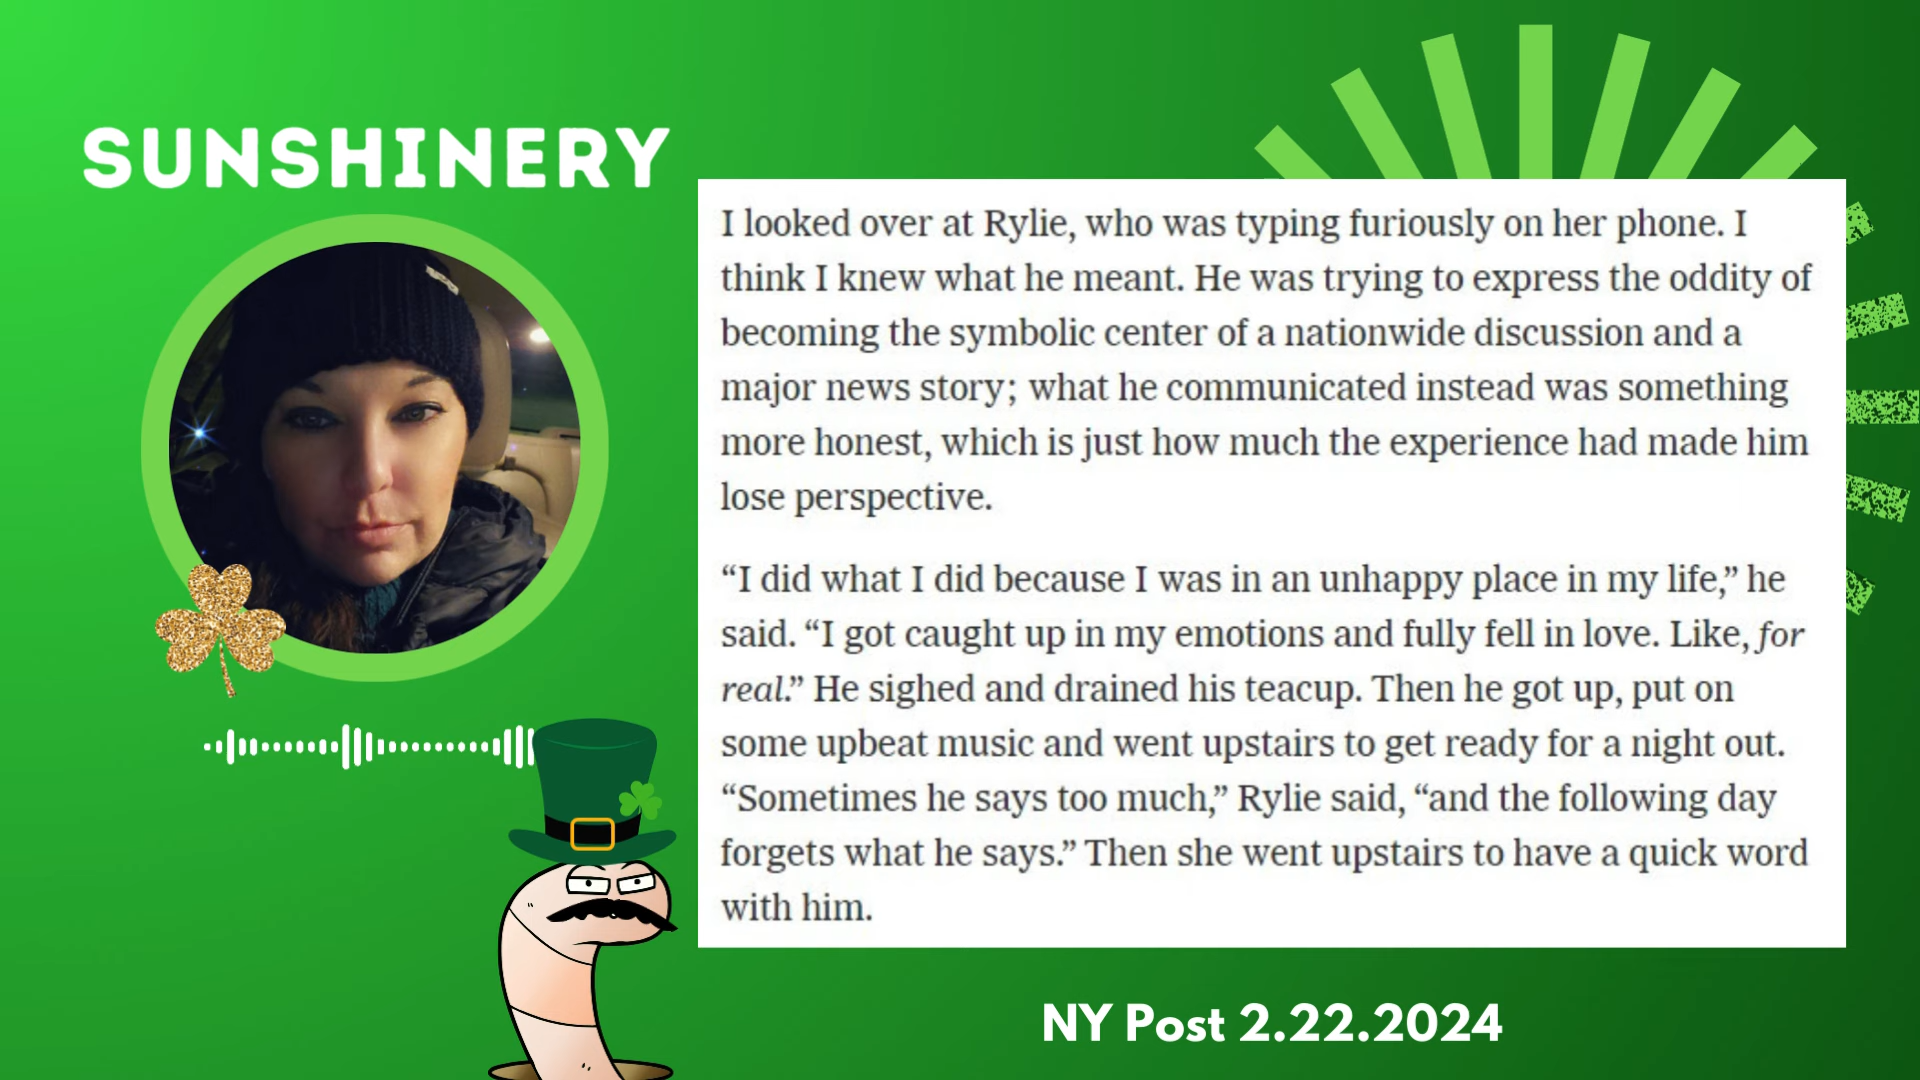 SUNSHINERY
I looked over at Rylie, who was typing furiously on her phone. I
think I knew what he meant. He was trying to express the oddity of
becoming the symbolic center of a nationwide discussion and a
major news story; what he communicated instead was something
more honest, which is just how much the experience had made him
lose perspective.
“I did what I did because I was in an unhappy place in my life,” he
said. “I got caught up in my emotions and fully fell in love. Like, for
real.” He sighed and drained his teacup. Then he got up, put on
some upbeat music and went upstairs to get ready for a night out.
“Sometimes he says too much,” Rylie said, “and the following day
forgets what he says.” Then she went upstairs to have a quick word
with him.
NY Post 2.22.2024